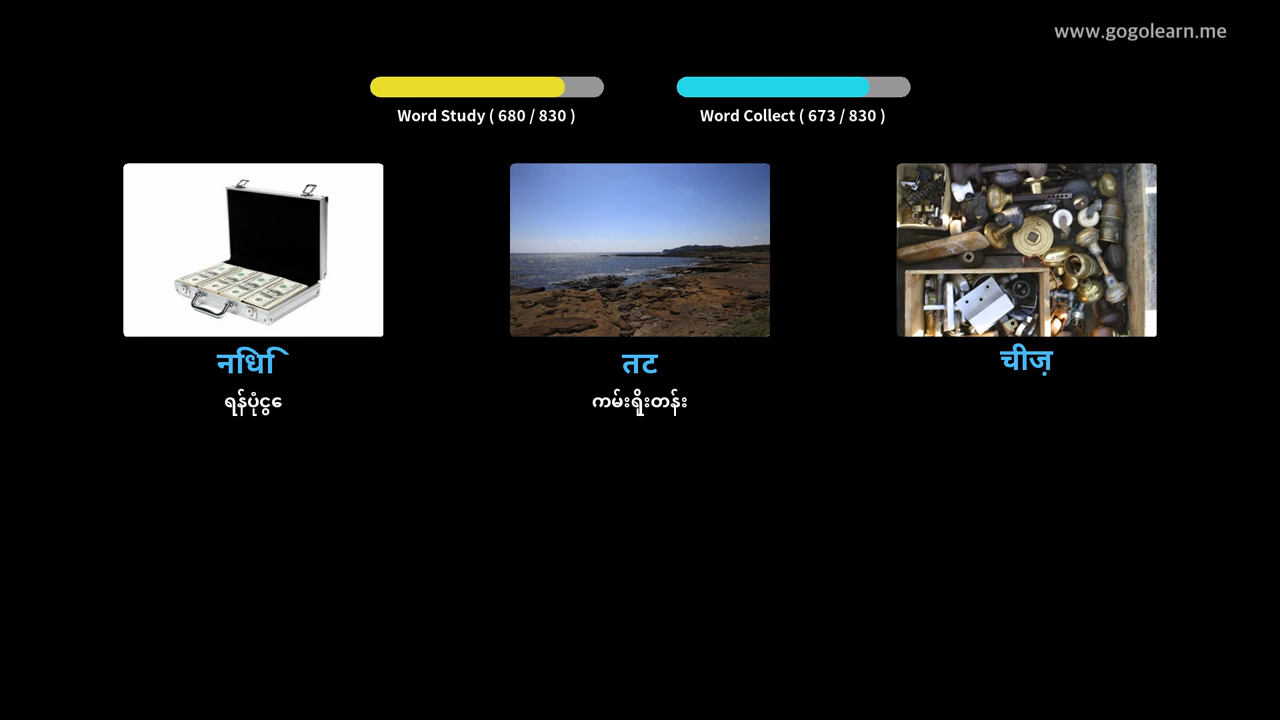 www.gogolearn.me
Word Study ( 680 / 830 )
Word Collect ( 673 / 830 )
निधि
तट
चीज़
ရန်ပုံငွေ
ကမ်းရိုးတန်း